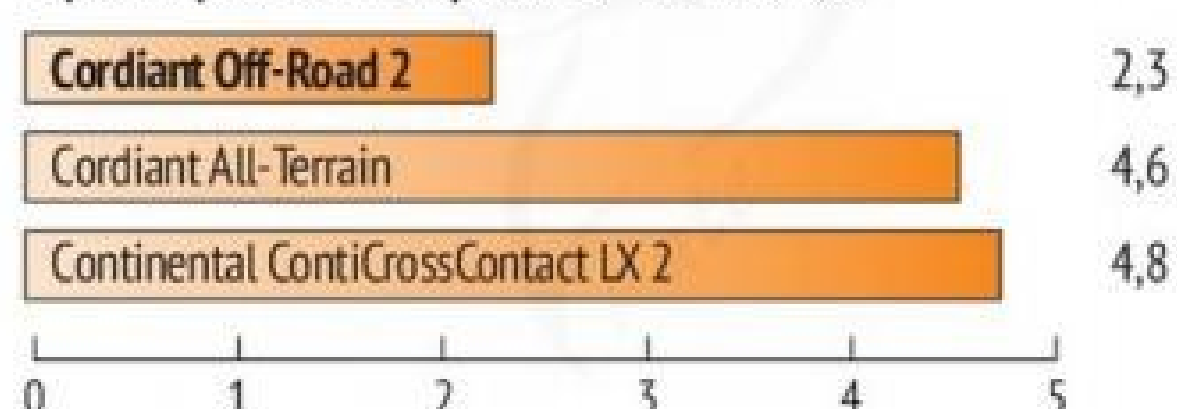 Cordiant Off-Road 2 2,3
Cordiant All-Terrain 4,6
Continental ContiCrossContact LX 2 4,8
0 1 2 3 4 5